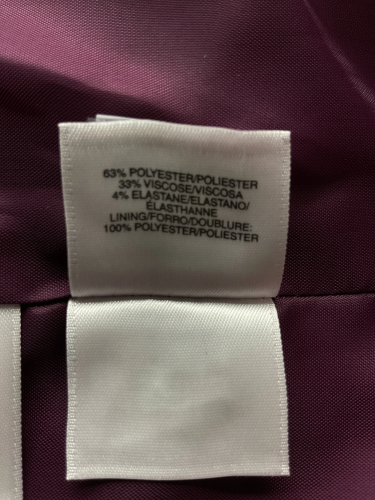 63% POLYESTER/POLIESTER
33% VISCOSE/VISCOSA
4% ELASTANE/ELASTANO/
ÉLASTHANNE
LINING/FORRO/DOUBLURE:
100% POLYESTER/POLIESTER